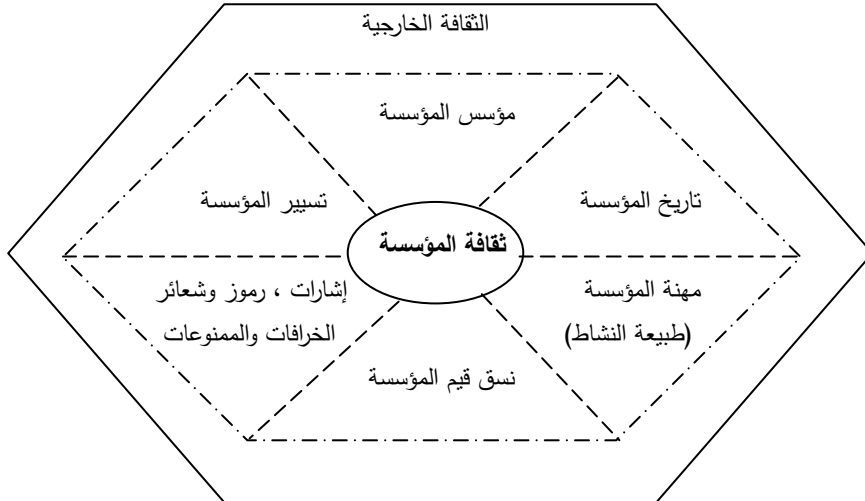 الثقافة الخارجية
مؤسس المؤسسة
تاريخ المؤسسة
تسيير المؤسسة
ثقافة المؤسسة
مهنة المؤسسة
(طبيعة النشاط)
إشارات ، رموز وشعائر
الخرافات والممنوعات
نسق قيم المؤسسة